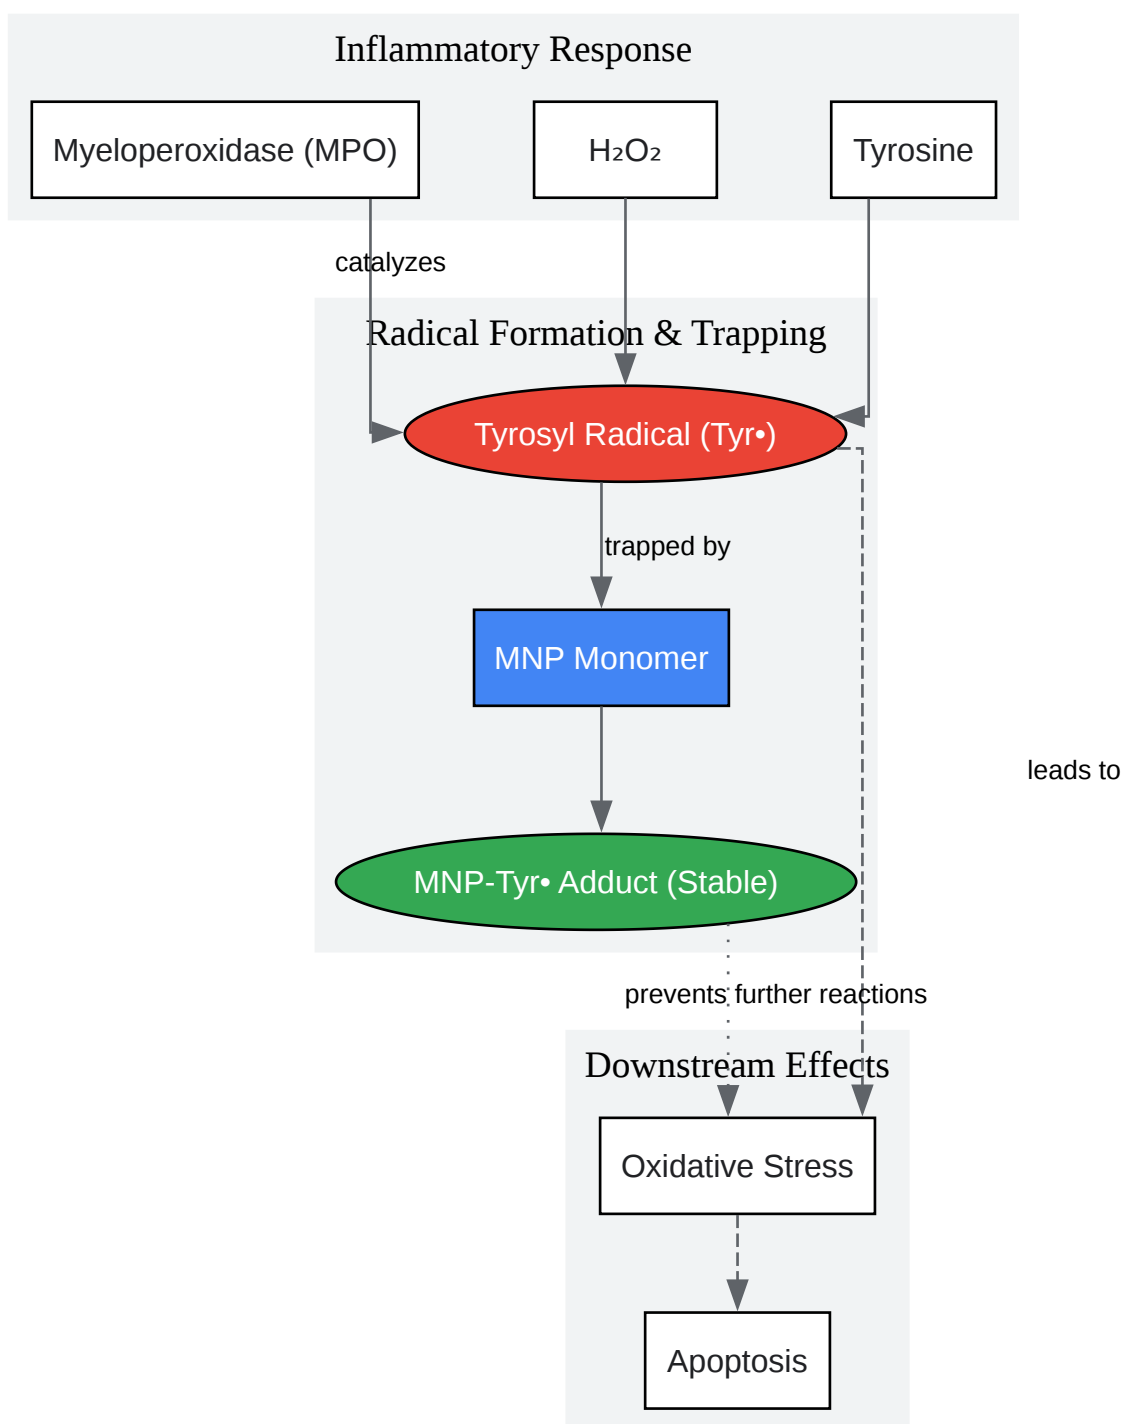 Inflammatory Response
Myeloperoxidase (MPO)
H₂O₂
Tyrosine
catalyzes
Radical Formation & Trapping
Tyrosyl Radical (Tyr•)
trapped by
MNP Monomer
leads to
MNP-Tyr• Adduct (Stable)
prevents further reactions
Downstream Effects
Oxidative Stress
Apoptosis